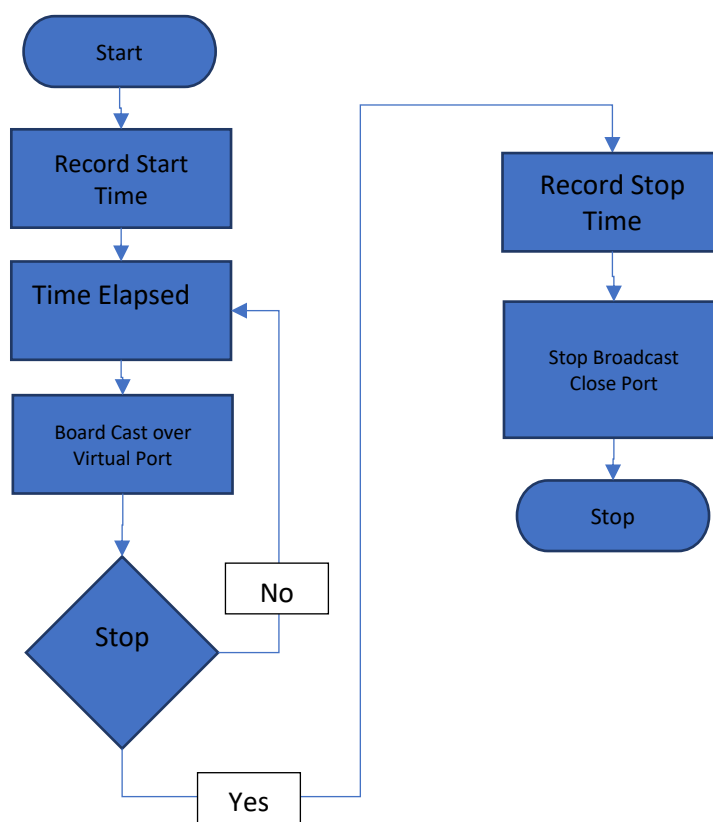 Start
Record Start
Time
Time Elapsed
Board Cast over
Virtual Port
Stop
No
Yes
Record Stop
Time
Stop Broadcast
Close Port
Stop